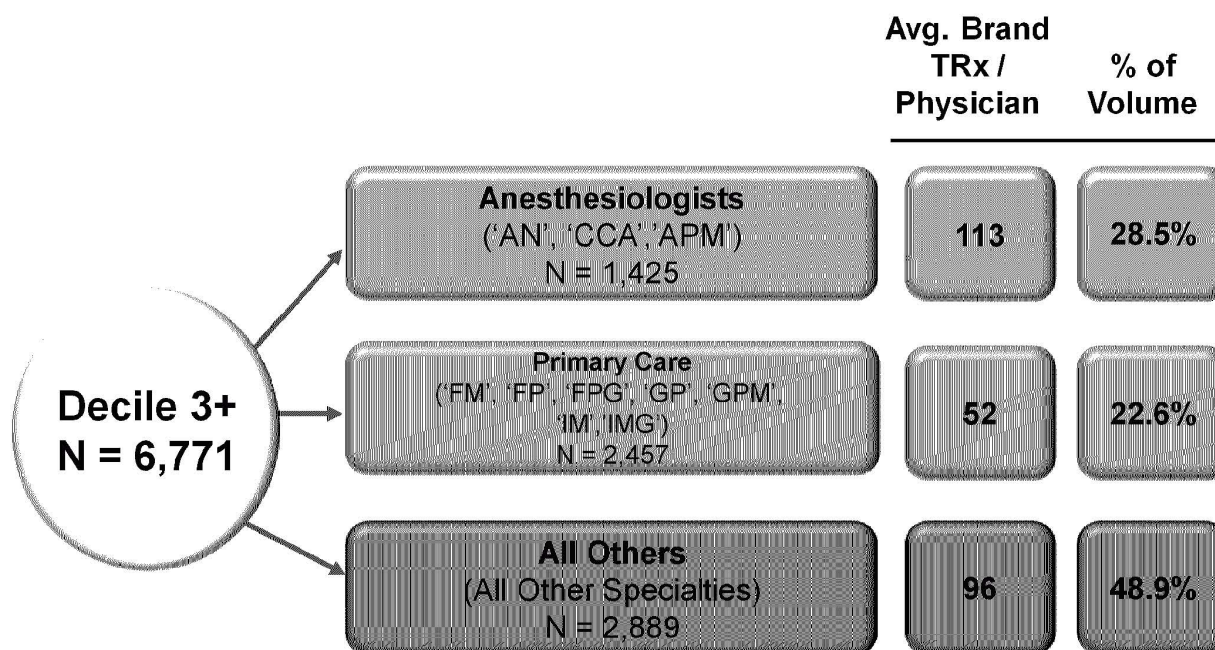 Avg. Brand
TRx /
Physician
% of
Volume
Anesthesiologists
(‘AN’, ‘CCA’,’APM’)
N = 1,425
113
28.5%
Primary Care
(‘FM’, ‘FP’, ‘FPG’, ‘GP’, ‘GPM’,
‘IM’,’IMG’)
N = 2,457
52
22.6%
Decile 3+
N = 6,771
All Others
(All Other Specialties)
N = 2,889
96
48.9%